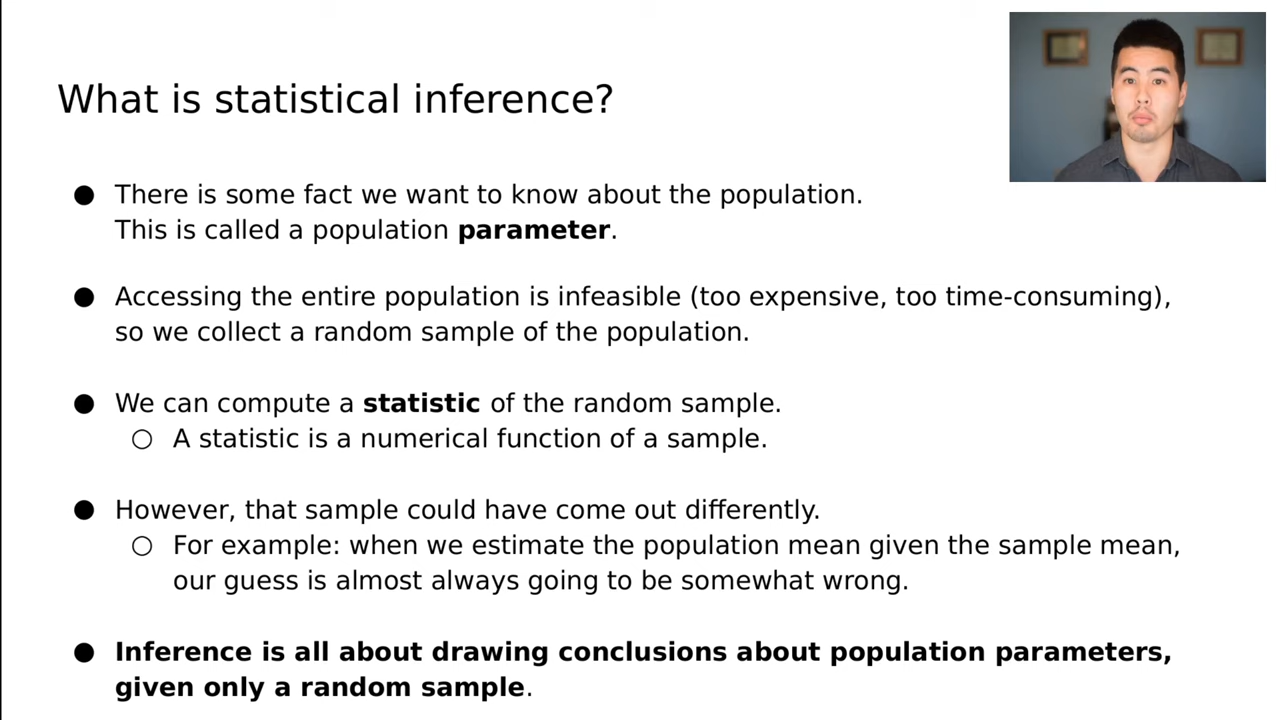 What is statistical inference?
● There is some fact we want to know about the population.
This is called a population parameter.
● Accessing the entire population is infeasible (too expensive, too time-consuming),
so we collect a random sample of the population.
● We can compute a statistic of the random sample.
○ A statistic is a numerical function of a sample.
● However, that sample could have come out differently.
○ For example: when we estimate the population mean given the sample mean,
our guess is almost always going to be somewhat wrong.
● Inference is all about drawing conclusions about population parameters,
given only a random sample.